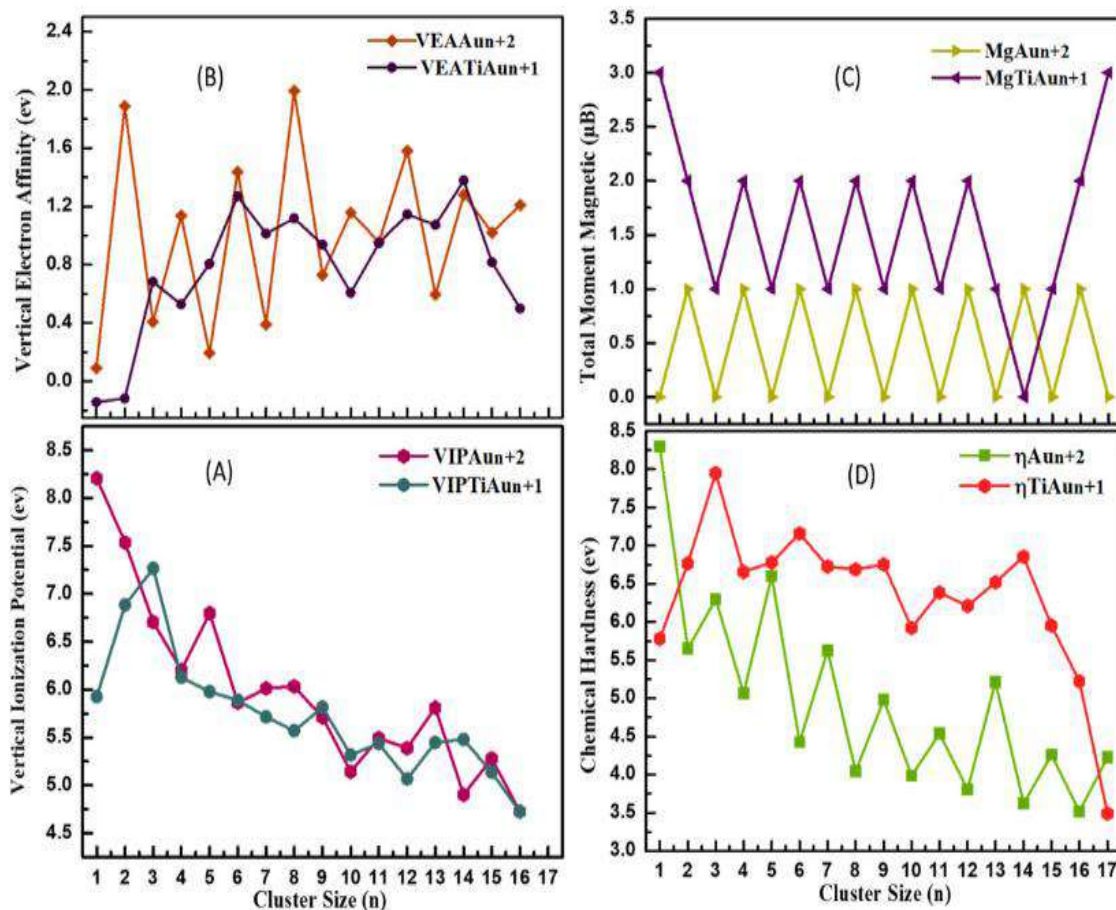 2.4
2.0
1.6
1.2
0.8
0.4
0.0
Vertical Electron Affinity (ev)
(B)
VEAAun+2
VEATiAun+1
3.0
2.5
2.0
1.5
1.0
0.5
0.0
Total Moment Magnetic (μB)
(C)
MgAun+2
MgTiAun+1
8.5
8.0
7.5
7.0
6.5
6.0
5.5
5.0
4.5
Vertical Ionization Potential (ev)
(A)
VIPAun+2
VIPTiAun+1
1 2 3 4 5 6 7 8 9 10 11 12 13 14 15 16 17
Cluster Size (n)
8.5
8.0
7.5
7.0
6.5
6.0
5.5
5.0
4.5
4.0
3.5
3.0
Chemical Hardness (ev)
(D)
ηAun+2
ηTiAun+1
1 2 3 4 5 6 7 8 9 10 11 12 13 14 15 16 17
Cluster Size (n)